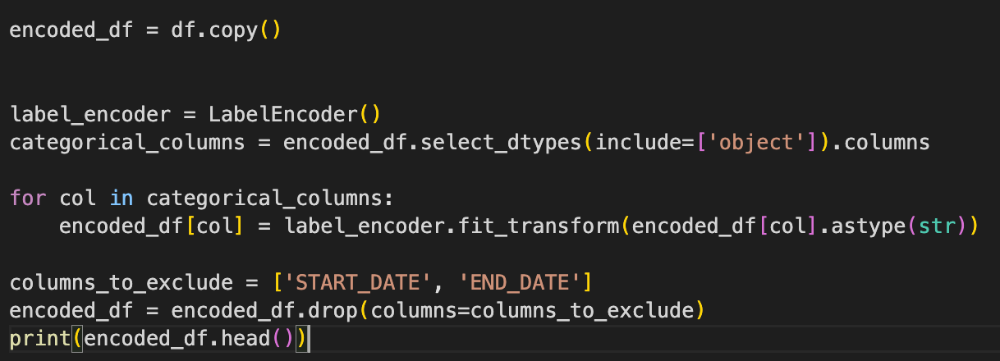 encoded_df = df.copy()
label_encoder = LabelEncoder()
categorical_columns = encoded_df.select_dtypes(include=['object']).columns
for col in categorical_columns:
    encoded_df[col] = label_encoder.fit_transform(encoded_df[col].astype(str))
columns_to_exclude = ['START_DATE', 'END_DATE']
encoded_df = encoded_df.drop(columns=columns_to_exclude)
print(encoded_df.head())